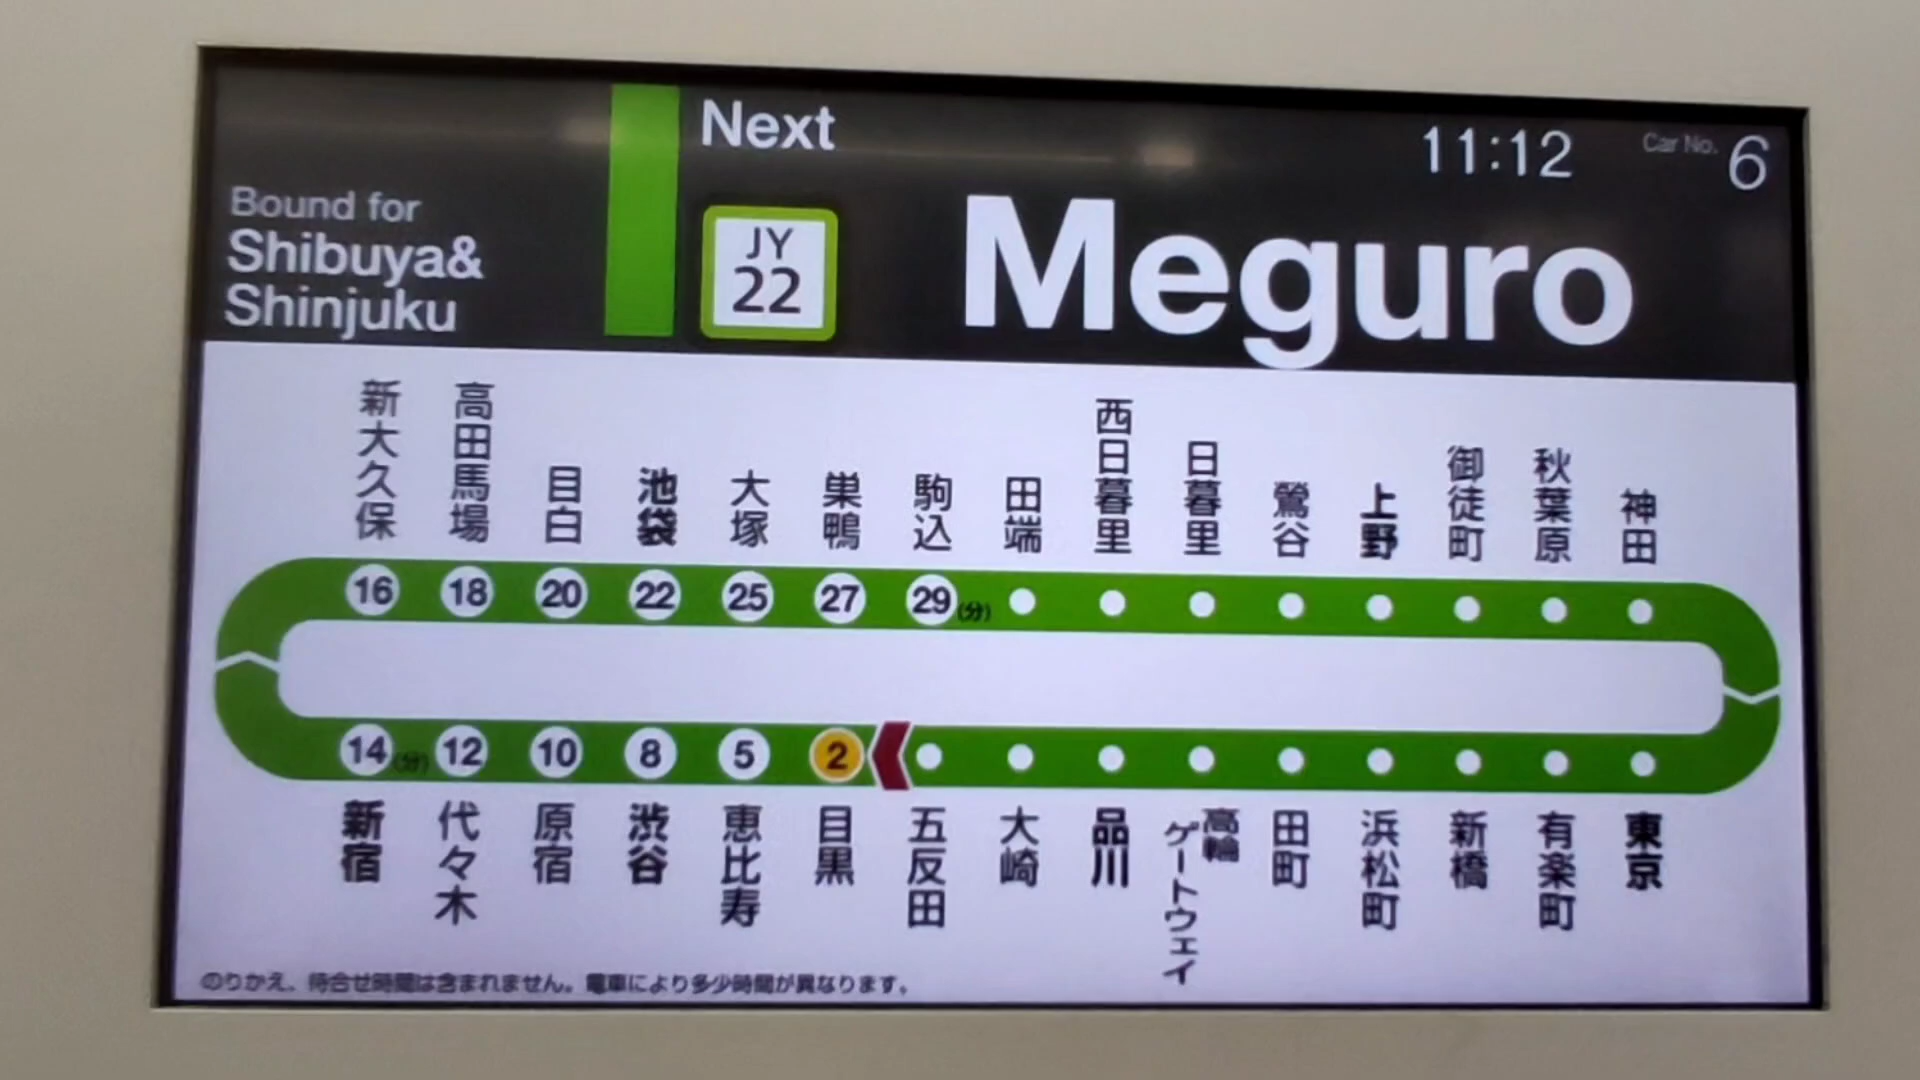 Next
11:12
Car No. 6
Bound for
Shibuya&
Shinjuku
JY
22
Meguro
新大久保
高田馬場
目白
池袋
大塚
巣鴨
駒込
田端
西日暮里
日暮里
鶯谷
上野
御徒町
秋葉原
神田
16 18 20 22 25 27 29 (分)
14 (分) 12 10 8 5 2
新宿
代々木
原宿
渋谷
恵比寿
目黒
五反田
大崎
品川
高輪
ゲートウェイ
田町
浜松町
新橋
有楽町
東京
のりかえ、待合せ時間は含まれません。電車により多少時間が異なります。